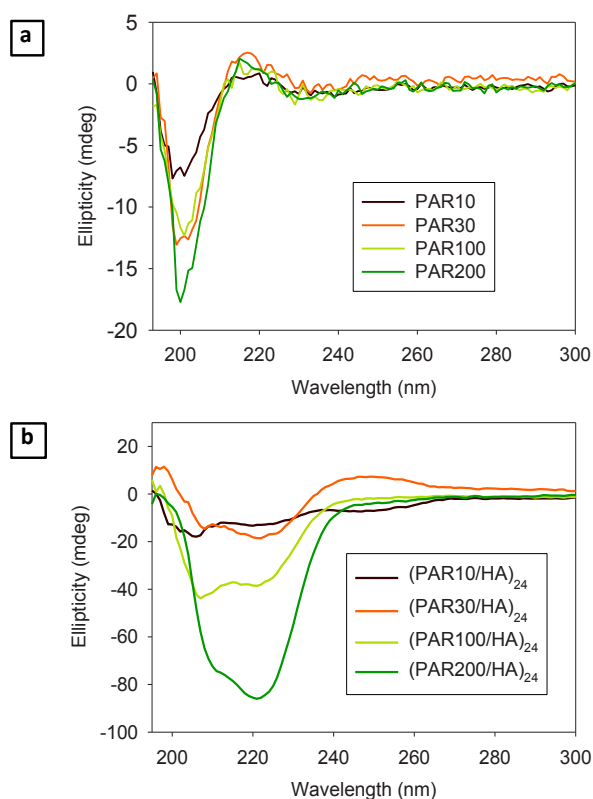 a
5
0
-5
-10
-15
-20
Ellipticity (mdeg)
PAR10
PAR30
PAR100
PAR200
200 220 240 260 280 300
Wavelength (nm)
b
20
0
-20
-40
-60
-80
-100
Ellipticity (mdeg)
(PAR10/HA)₂₄
(PAR30/HA)₂₄
(PAR100/HA)₂₄
(PAR200/HA)₂₄
200 220 240 260 280 300
Wavelength (nm)